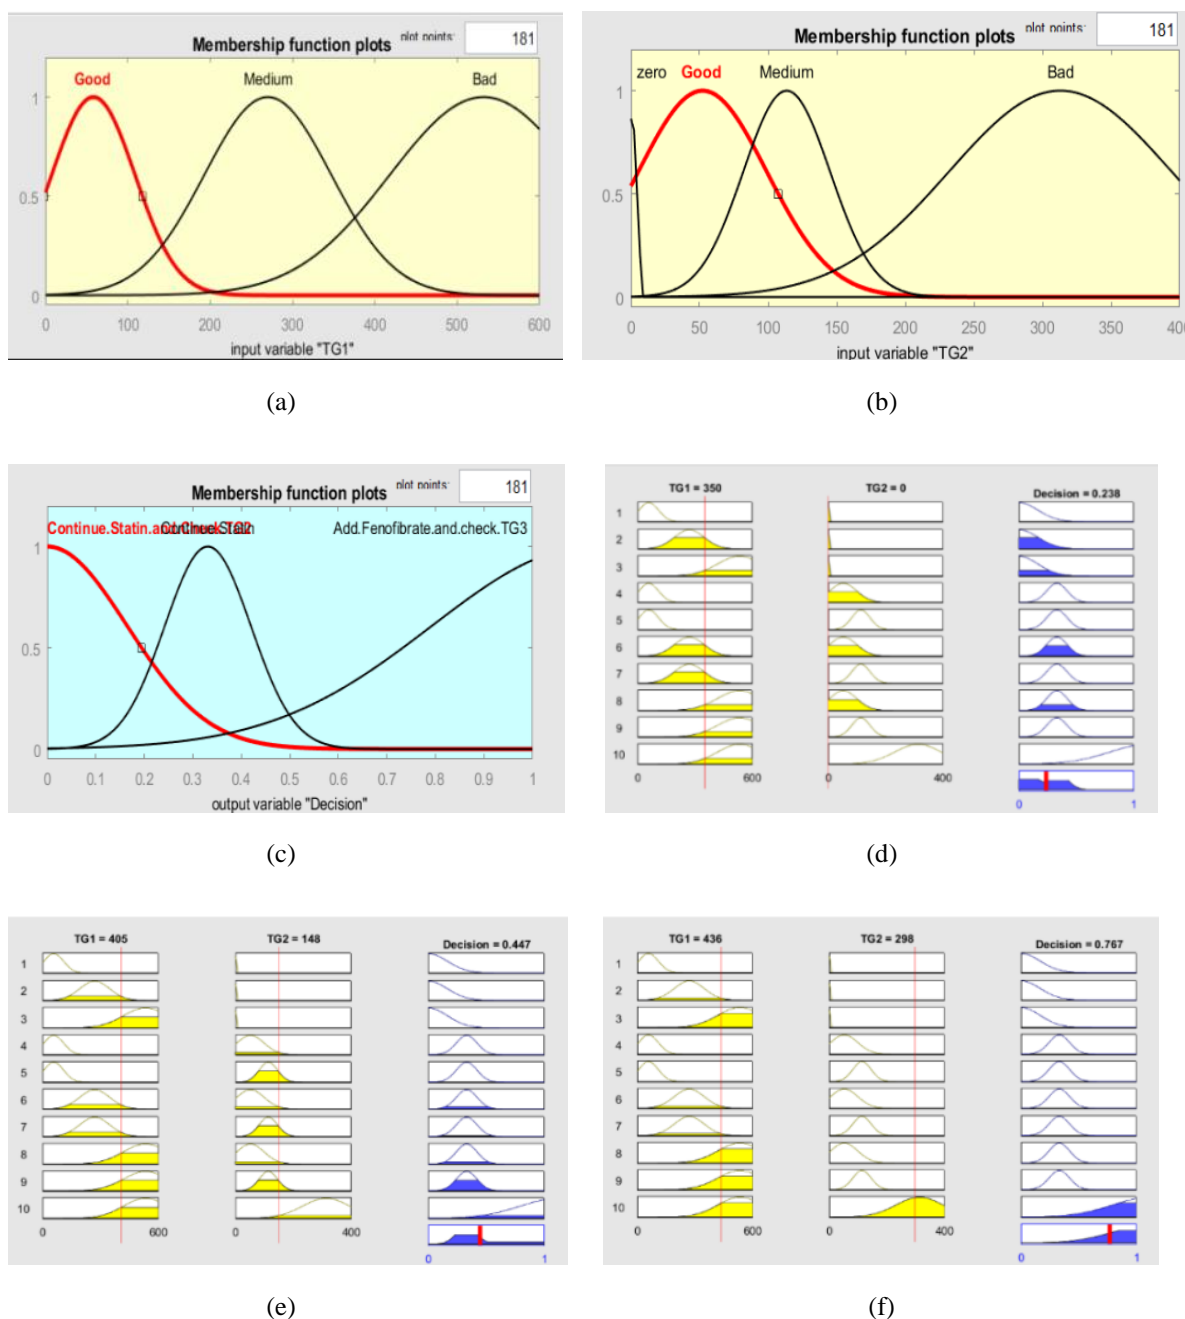 Membership function plots plot points: 181
Good Medium Bad
1
0.5
0
0 100 200 300 400 500 600
input variable "TG1"
(a)
Membership function plots plot points: 181
zero Good Medium Bad
1
0.5
0
0 50 100 150 200 250 300 350 400
input variable "TG2"
(b)
Membership function plots plot points: 181
Continue.Statin.and.Check.TG2 Continue.Statin Add.Fenofibrate.and.check.TG3
1
0.5
0
0 0.1 0.2 0.3 0.4 0.5 0.6 0.7 0.8 0.9 1
output variable "Decision"
(c)
TG1 = 350 TG2 = 0 Decision = 0.238
1
2
3
4
5
6
7
8
9
10
0 600 0 400
0 1
(d)
TG1 = 405 TG2 = 148 Decision = 0.447
1
2
3
4
5
6
7
8
9
10
0 600 0 400
0 1
(e)
TG1 = 436 TG2 = 298 Decision = 0.767
1
2
3
4
5
6
7
8
9
10
0 600 0 400
0 1
(f)